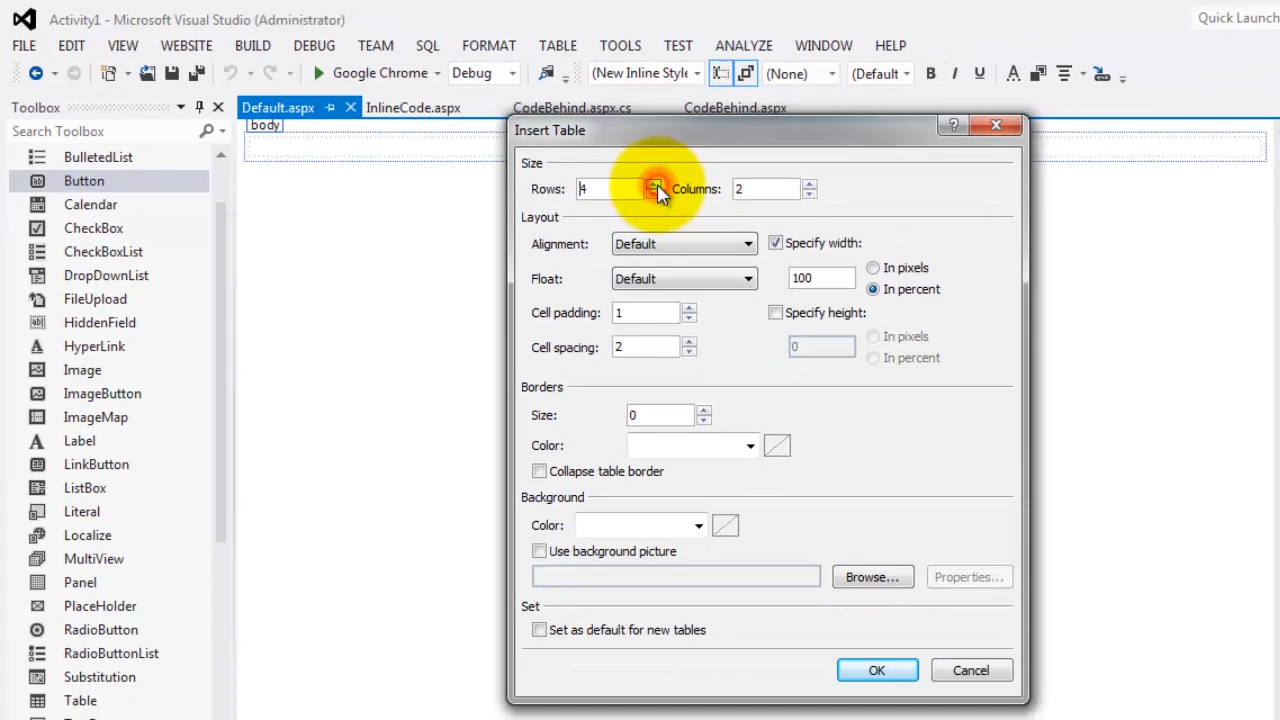 Activity1 - Microsoft Visual Studio (Administrator)
Quick Launch
FILE EDIT VIEW WEBSITE BUILD DEBUG TEAM SQL FORMAT TABLE TOOLS TEST ANALYZE WINDOW HELP
Google Chrome Debug (New Inline Style (None) (Default B I U A
Toolbox Default.aspx InlineCode.aspx CodeBehind.aspx.cs CodeBehind.aspx
body
Search Toolbox
BulletedList
Button
Calendar
CheckBox
CheckBoxList
DropDownList
FileUpload
HiddenField
HyperLink
Image
ImageButton
ImageMap
Label
LinkButton
ListBox
Literal
Localize
MultiView
Panel
PlaceHolder
RadioButton
RadioButtonList
Substitution
Table
Insert Table
Size
Rows: 4 Columns: 2
Layout
Alignment: Default Specify width:
In pixels
Float: Default 100
In percent
Cell padding: 1 Specify height:
In pixels
Cell spacing: 2 0
In percent
Borders
Size: 0
Color:
Collapse table border
Background
Color:
Use background picture
Browse... Properties...
Set
Set as default for new tables
OK Cancel